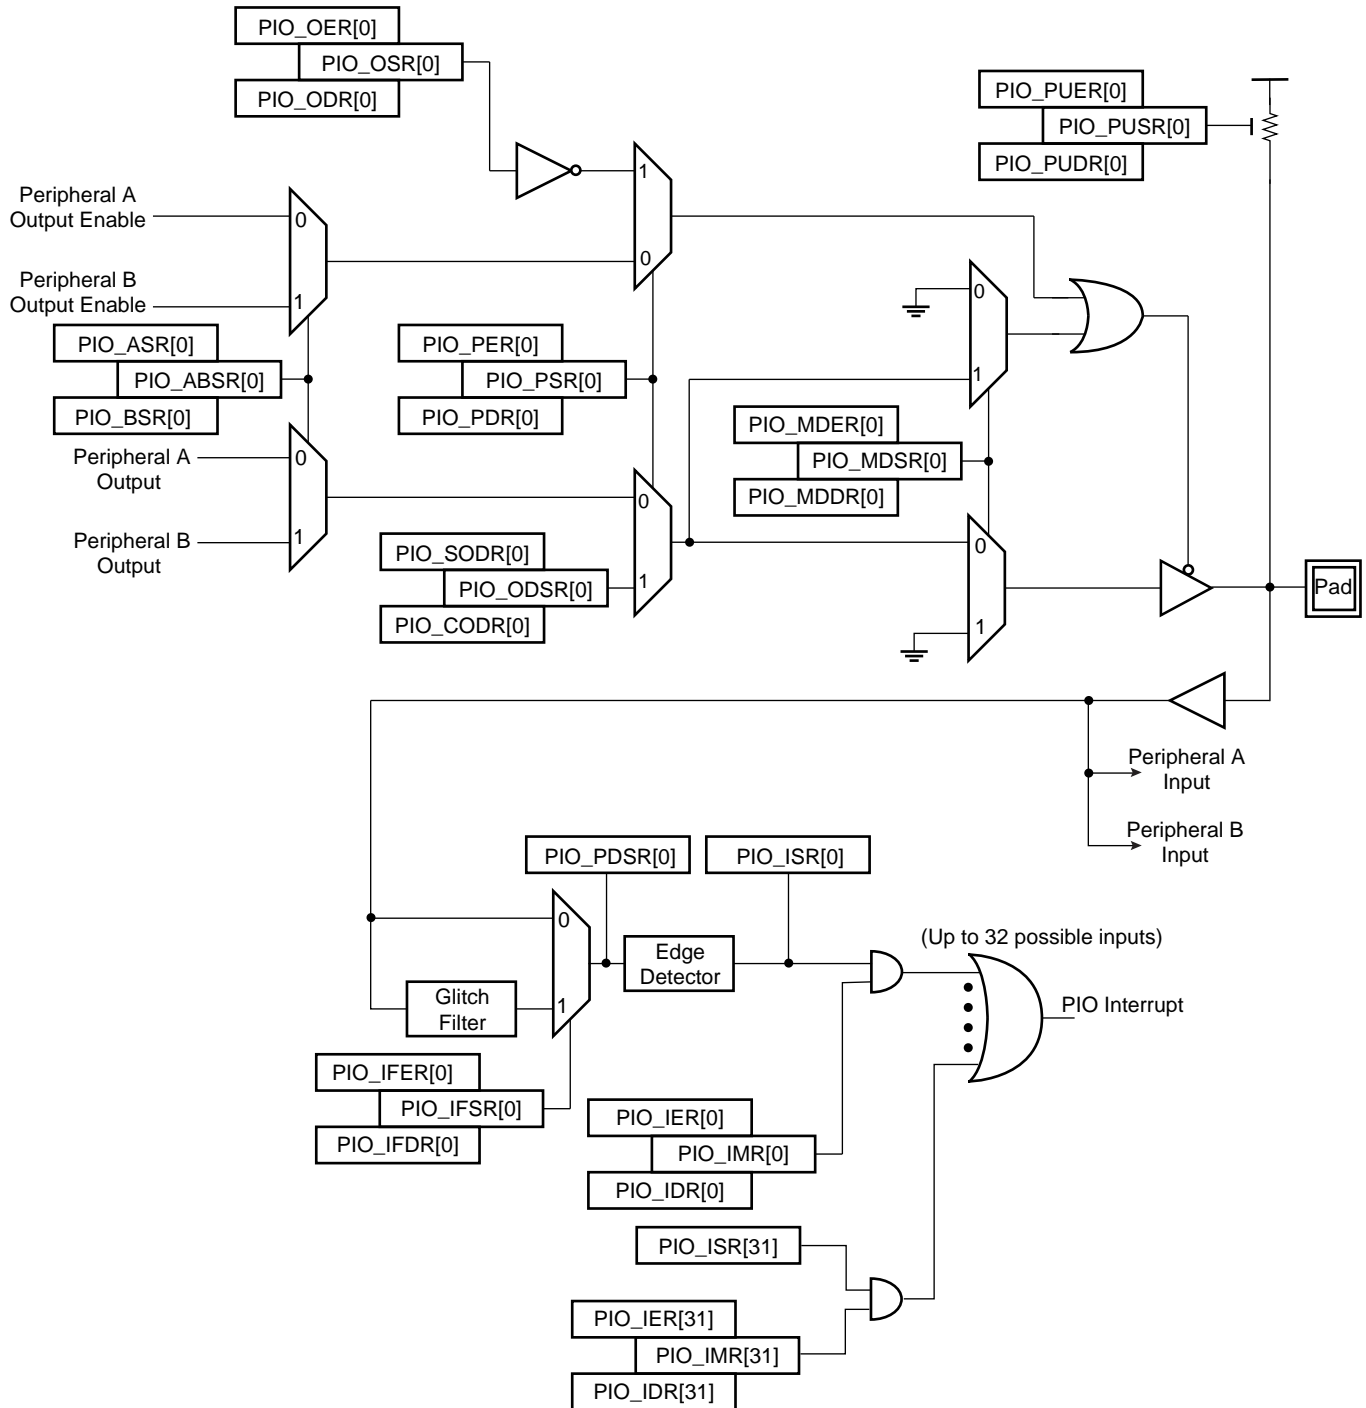 PIO_OER[0]
PIO_OSR[0]
PIO_ODR[0]
PIO_PUER[0]
PIO_PUSR[0]
PIO_PUDR[0]
1
0
Peripheral A
Output Enable
0
Peripheral B
Output Enable
1
PIO_ASR[0]
PIO_ABSR[0]
PIO_BSR[0]
PIO_PER[0]
PIO_PSR[0]
PIO_PDR[0]
0
1
PIO_MDER[0]
PIO_MDSR[0]
PIO_MDDR[0]
Peripheral A
Output
0
Peripheral B
Output
1
0
1
PIO_SODR[0]
PIO_ODSR[0]
PIO_CODR[0]
0
1
Pad
Peripheral A
Input
Peripheral B
Input
PIO_PDSR[0]
PIO_ISR[0]
0
1
Glitch
Filter
Edge
Detector
(Up to 32 possible inputs)
PIO Interrupt
PIO_IFER[0]
PIO_IFSR[0]
PIO_IFDR[0]
PIO_IER[0]
PIO_IMR[0]
PIO_IDR[0]
PIO_ISR[31]
PIO_IER[31]
PIO_IMR[31]
PIO_IDR[31]